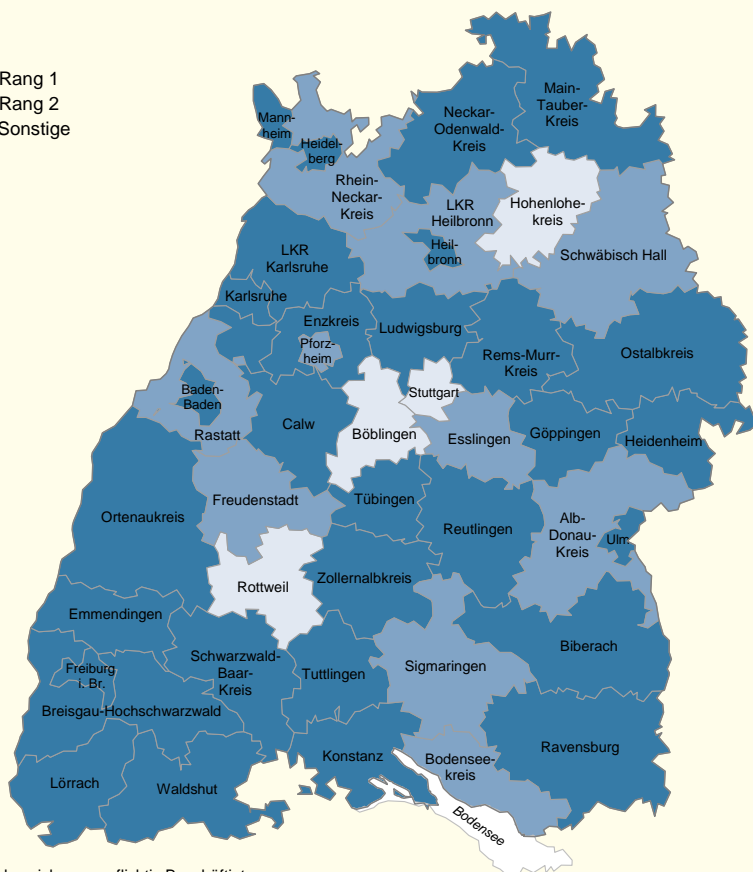 Rang 1
Rang 2
Sonstige
Main-
Tauber-
Kreis
Neckar-
Odenwald-
Kreis
Mann-
heim
Heidel-
berg
Rhein-
Neckar-
Kreis
LKR
Heilbronn
Hohenlohe-
kreis
Heil-
bronn
Schwäbisch Hall
LKR
Karlsruhe
Karlsruhe
Enzkreis
Ludwigsburg
Pforz-
heim
Rems-Murr-
Kreis
Ostalbkreis
Baden-
Baden
Stuttgart
Calw
Böblingen
Rastatt
Esslingen
Göppingen
Heidenheim
Freudenstadt
Tübingen
Ortenaukreis
Reutlingen
Alb-
Donau-
Kreis
Ulm
Rottweil
Zollernalbkreis
Emmendingen
Biberach
Schwarzwald-
Baar-
Kreis
Freiburg
i. Br.
Tuttlingen
Sigmaringen
Breisgau-Hochschwarzwald
Konstanz
Bodensee-
kreis
Ravensburg
Lörrach
Waldshut
Bodensee